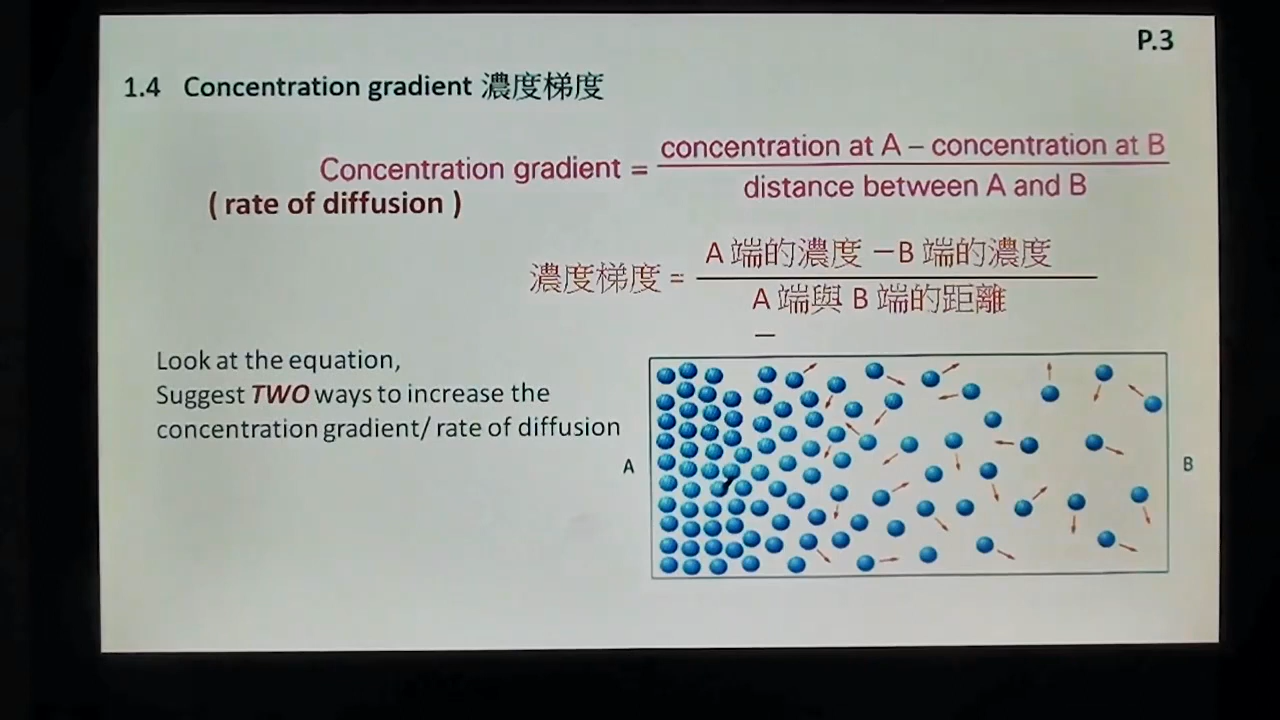 P.3
1.4 Concentration gradient 濃度梯度
Concentration gradient = concentration at A – concentration at B
distance between A and B
( rate of diffusion )
濃度梯度 = A 端的濃度 －B 端的濃度
A 端與 B 端的距離
Look at the equation,
Suggest TWO ways to increase the
concentration gradient/ rate of diffusion
A
B